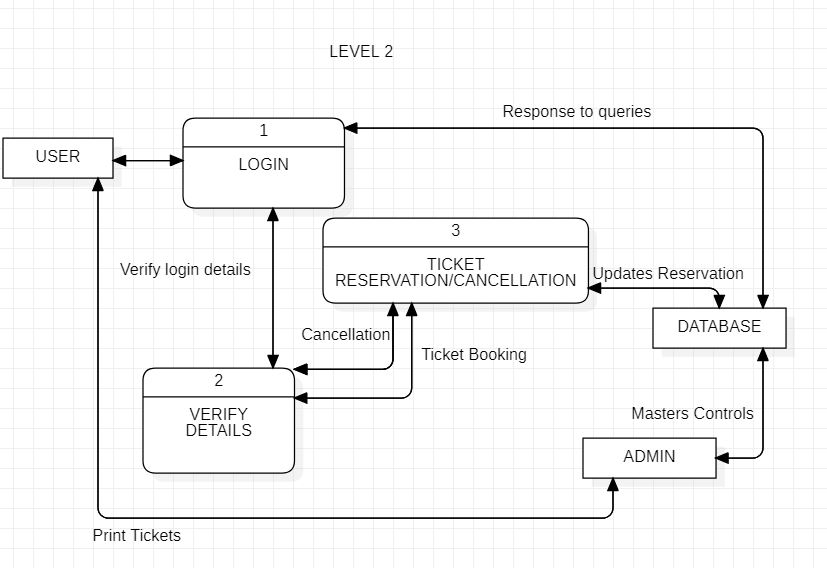 LEVEL 2
Response to queries
1
USER
LOGIN
3
TICKET
RESERVATION/CANCELLATION
Verify login details
Updates Reservation
DATABASE
Cancellation
Ticket Booking
2
VERIFY
DETAILS
Masters Controls
ADMIN
Print Tickets